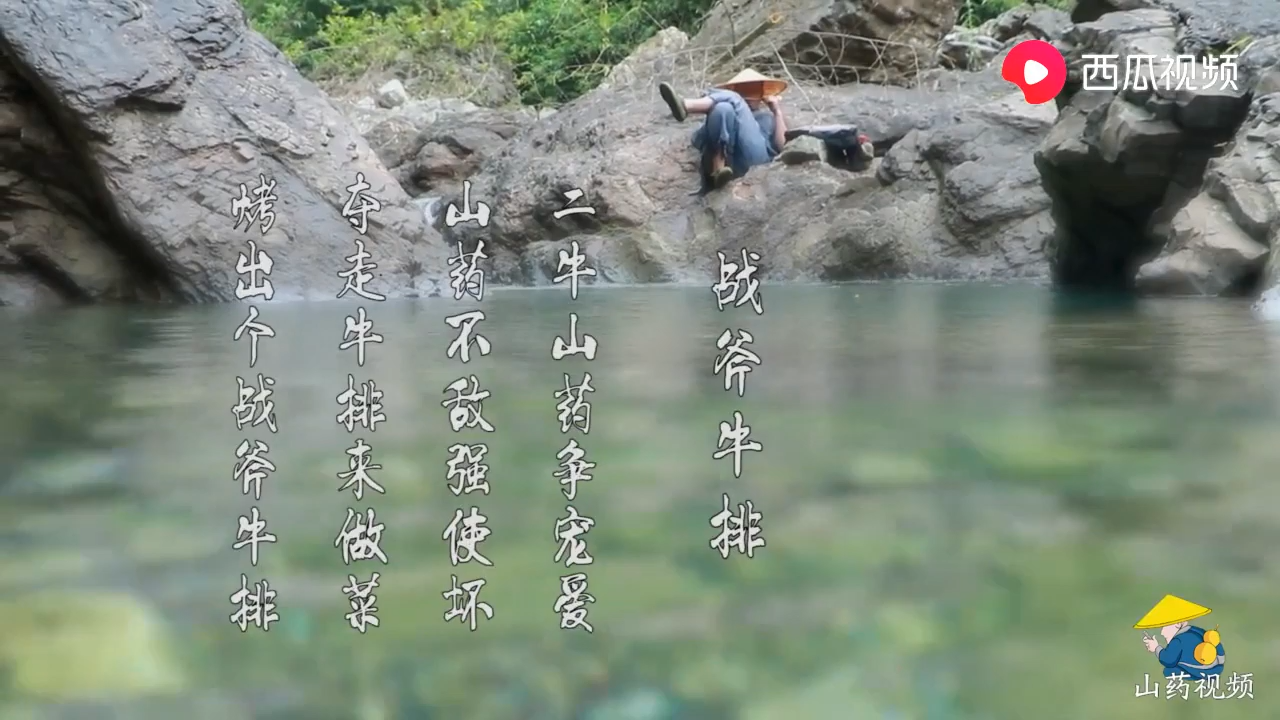 战斧牛排
二牛山药争宠爱
山药不敌强使坏
夺走牛排来做菜
烤出个战斧牛排
西瓜视频
山药视频